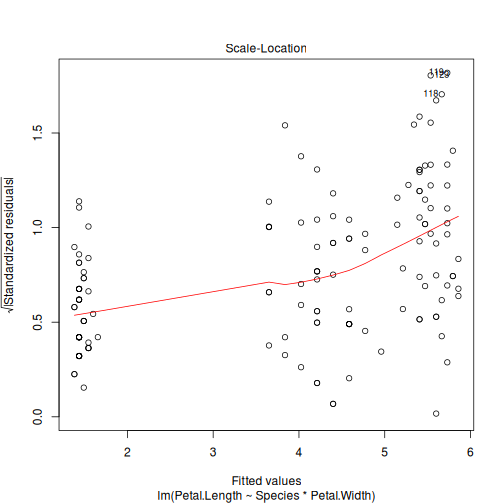 Scale-Location
119
123
118
1.5
1.0
0.5
0.0
√|Standardized residuals|
2 3 4 5 6
Fitted values
lm(Petal.Length ~ Species * Petal.Width)